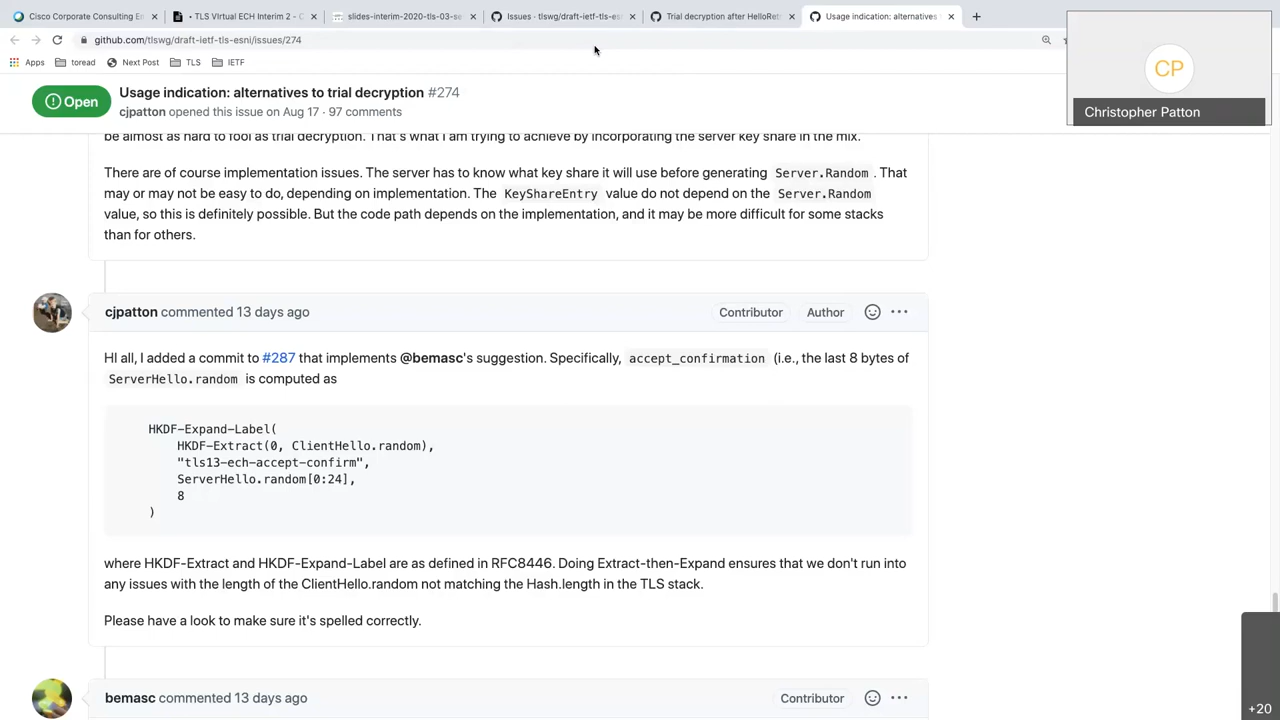 Cisco Corporate Consulting En
• TLS VIrtual ECH Interim 2 - C
slides-interim-2020-tls-03-se
Issues · tlswg/draft-ietf-tls-es
Trial decryption after HelloRet
Usage indication: alternatives
github.com/tlswg/draft-ietf-tls-esni/issues/274
Apps
toread
Next Post
TLS
IETF
CP
Christopher Patton
Open
Usage indication: alternatives to trial decryption #274
cjpatton opened this issue on Aug 17 · 97 comments
be almost as hard to fool as trial decryption. That's what I am trying to achieve by incorporating the server key share in the mix.
There are of course implementation issues. The server has to know what key share it will use before generating Server.Random. That
may or may not be easy to do, depending on implementation. The KeyShareEntry value do not depend on the Server.Random
value, so this is definitely possible. But the code path depends on the implementation, and it may be more difficult for some stacks
than for others.
cjpatton commented 13 days ago
Contributor
Author
HI all, I added a commit to #287 that implements @bemasc's suggestion. Specifically, accept_confirmation (i.e., the last 8 bytes of
ServerHello.random is computed as
HKDF-Expand-Label(
HKDF-Extract(0, ClientHello.random),
"tls13-ech-accept-confirm",
ServerHello.random[0:24],
8
)
where HKDF-Extract and HKDF-Expand-Label are as defined in RFC8446. Doing Extract-then-Expand ensures that we don't run into
any issues with the length of the ClientHello.random not matching the Hash.length in the TLS stack.
Please have a look to make sure it's spelled correctly.
bemasc commented 13 days ago
Contributor
+20